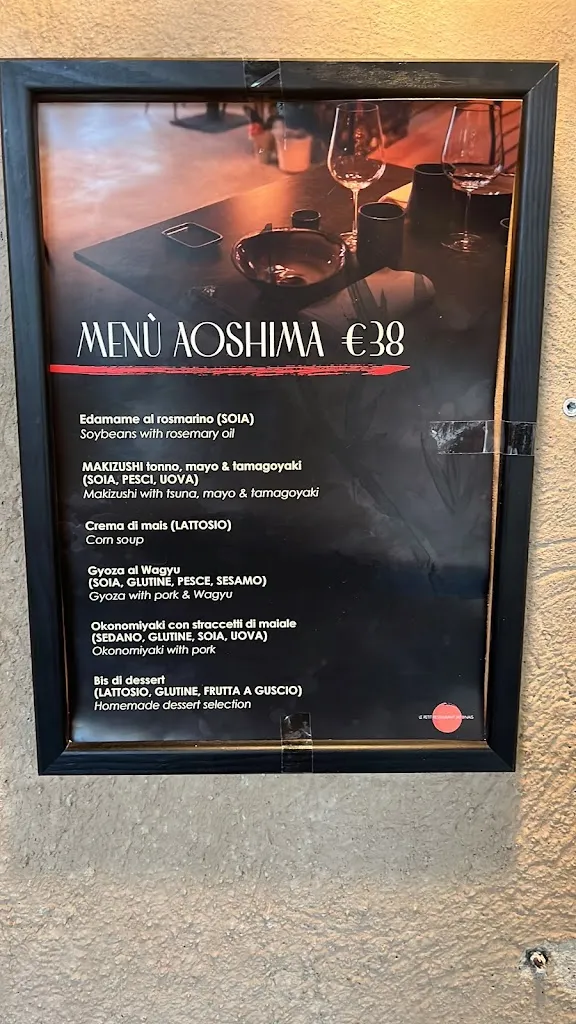 MENÙ AOSHIMA €38
Edamame al rosmarino (SOIA)
Soybeans with rosemary oil
MAKIZUSHI tonno, mayo & tamagoyaki
(SOIA, PESCI, UOVA)
Makizushi with tsuna, mayo & tamagoyaki
Crema di mais (LATTOSIO)
Corn soup
Gyoza al Wagyu
(SOIA, GLUTINE, PESCE, SESAMO)
Gyoza with pork & Wagyu
Okonomiyaki con straccetti di maiale
(SEDANO, GLUTINE, SOIA, UOVA)
Okonomiyaki with pork
Bis di dessert
(LATTOSIO, GLUTINE, FRUTTA A GUSCIO)
Homemade dessert selection